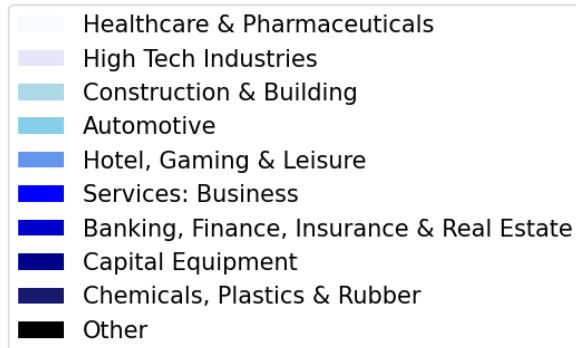 Healthcare & Pharmaceuticals
High Tech Industries
Construction & Building
Automotive
Hotel, Gaming & Leisure
Services: Business
Banking, Finance, Insurance & Real Estate
Capital Equipment
Chemicals, Plastics & Rubber
Other